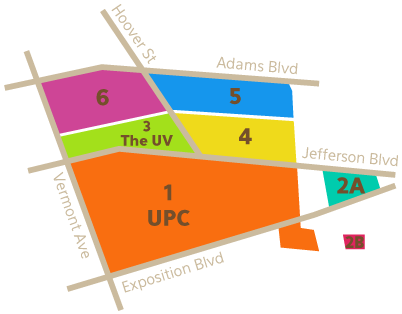 Hoover St
Adams Blvd
6
5
3
The UV
4
Jefferson Blvd
2A
1
UPC
Vermont Ave
2B
Exposition Blvd